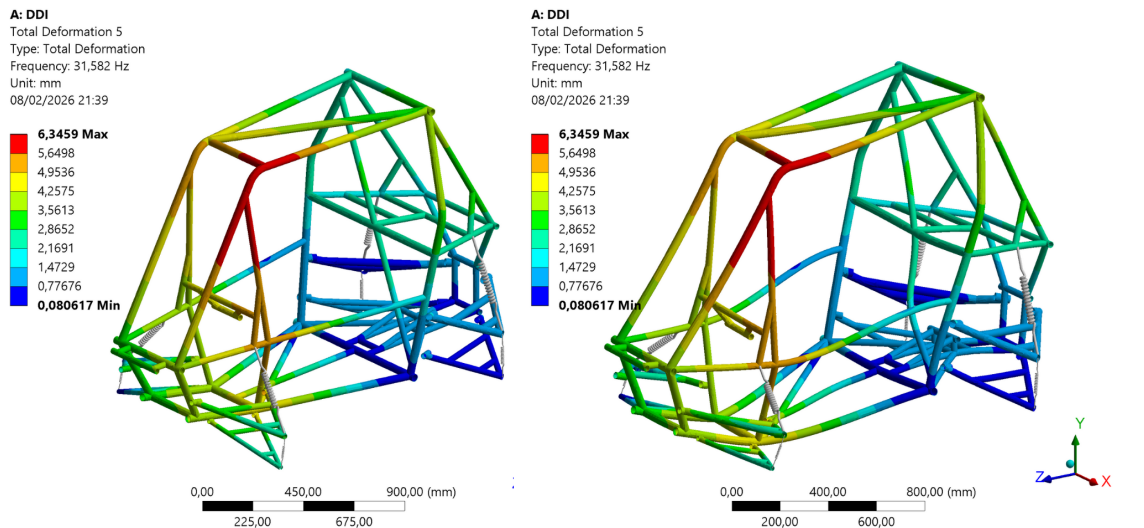 A: DDI
Total Deformation 5
Type: Total Deformation
Frequency: 31,582 Hz
Unit: mm
08/02/2026 21:39
6,3459 Max
5,6498
4,9536
4,2575
3,5613
2,8652
2,1691
1,4729
0,77676
0,080617 Min
0,00 450,00 900,00 (mm)
225,00 675,00
A: DDI
Total Deformation 5
Type: Total Deformation
Frequency: 31,582 Hz
Unit: mm
08/02/2026 21:39
6,3459 Max
5,6498
4,9536
4,2575
3,5613
2,8652
2,1691
1,4729
0,77676
0,080617 Min
0,00 400,00 800,00 (mm)
200,00 600,00
Y
Z X